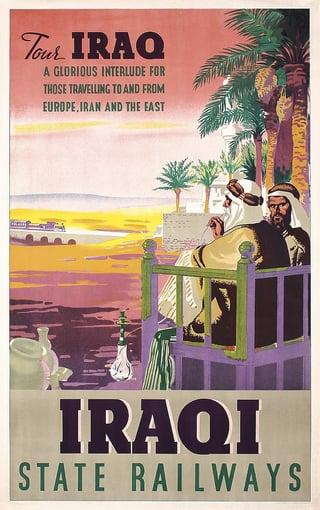 Tour IRAQ
A GLORIOUS INTERLUDE FOR
THOSE TRAVELLING TO AND FROM
EUROPE, IRAN AND THE EAST
IRAQI
STATE RAILWAYS